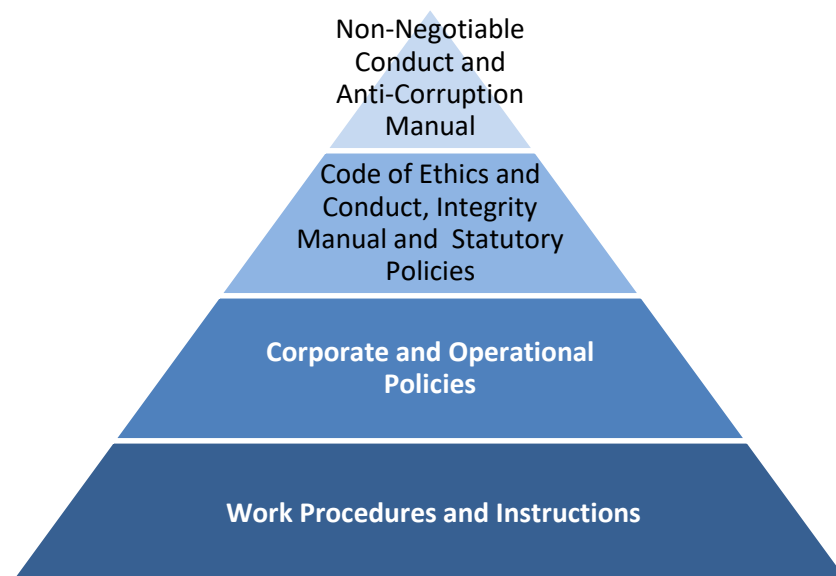 Non-Negotiable
Conduct and
Anti-Corruption
Manual
Code of Ethics and
Conduct, Integrity
Manual and Statutory
Policies
Corporate and Operational
Policies
Work Procedures and Instructions